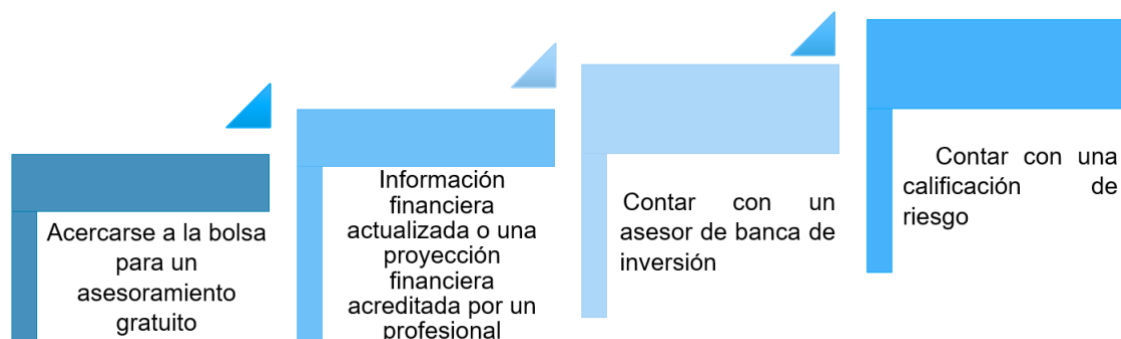 Acercarse a la bolsa
para un
asesoramiento
gratuito
Información
financiera
actualizada o una
proyección
financiera
acreditada por un
profesional
Contar con un
asesor de banca de
inversión
Contar con una
calificación de
riesgo